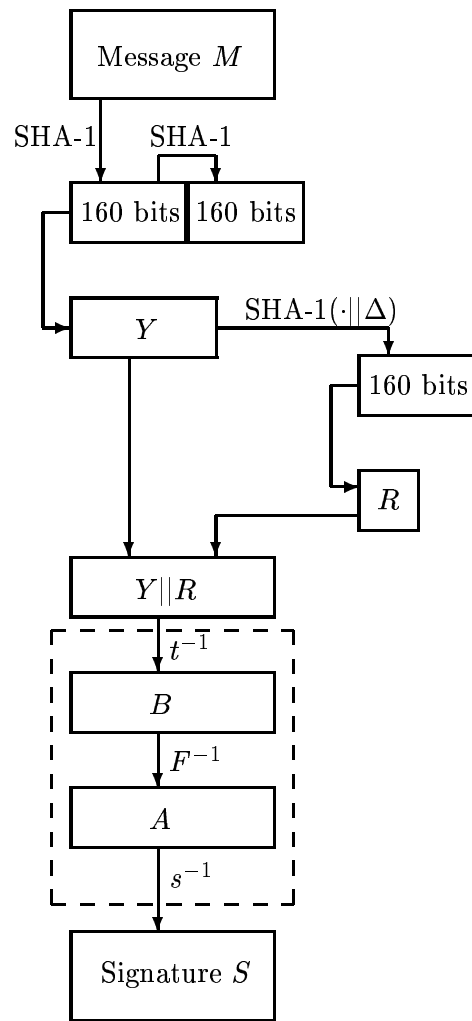 Message M
SHA-1
SHA-1
160 bits
160 bits
Y
SHA-1(·||Δ)
160 bits
R
Y||R
t⁻¹
B
F⁻¹
A
s⁻¹
Signature S